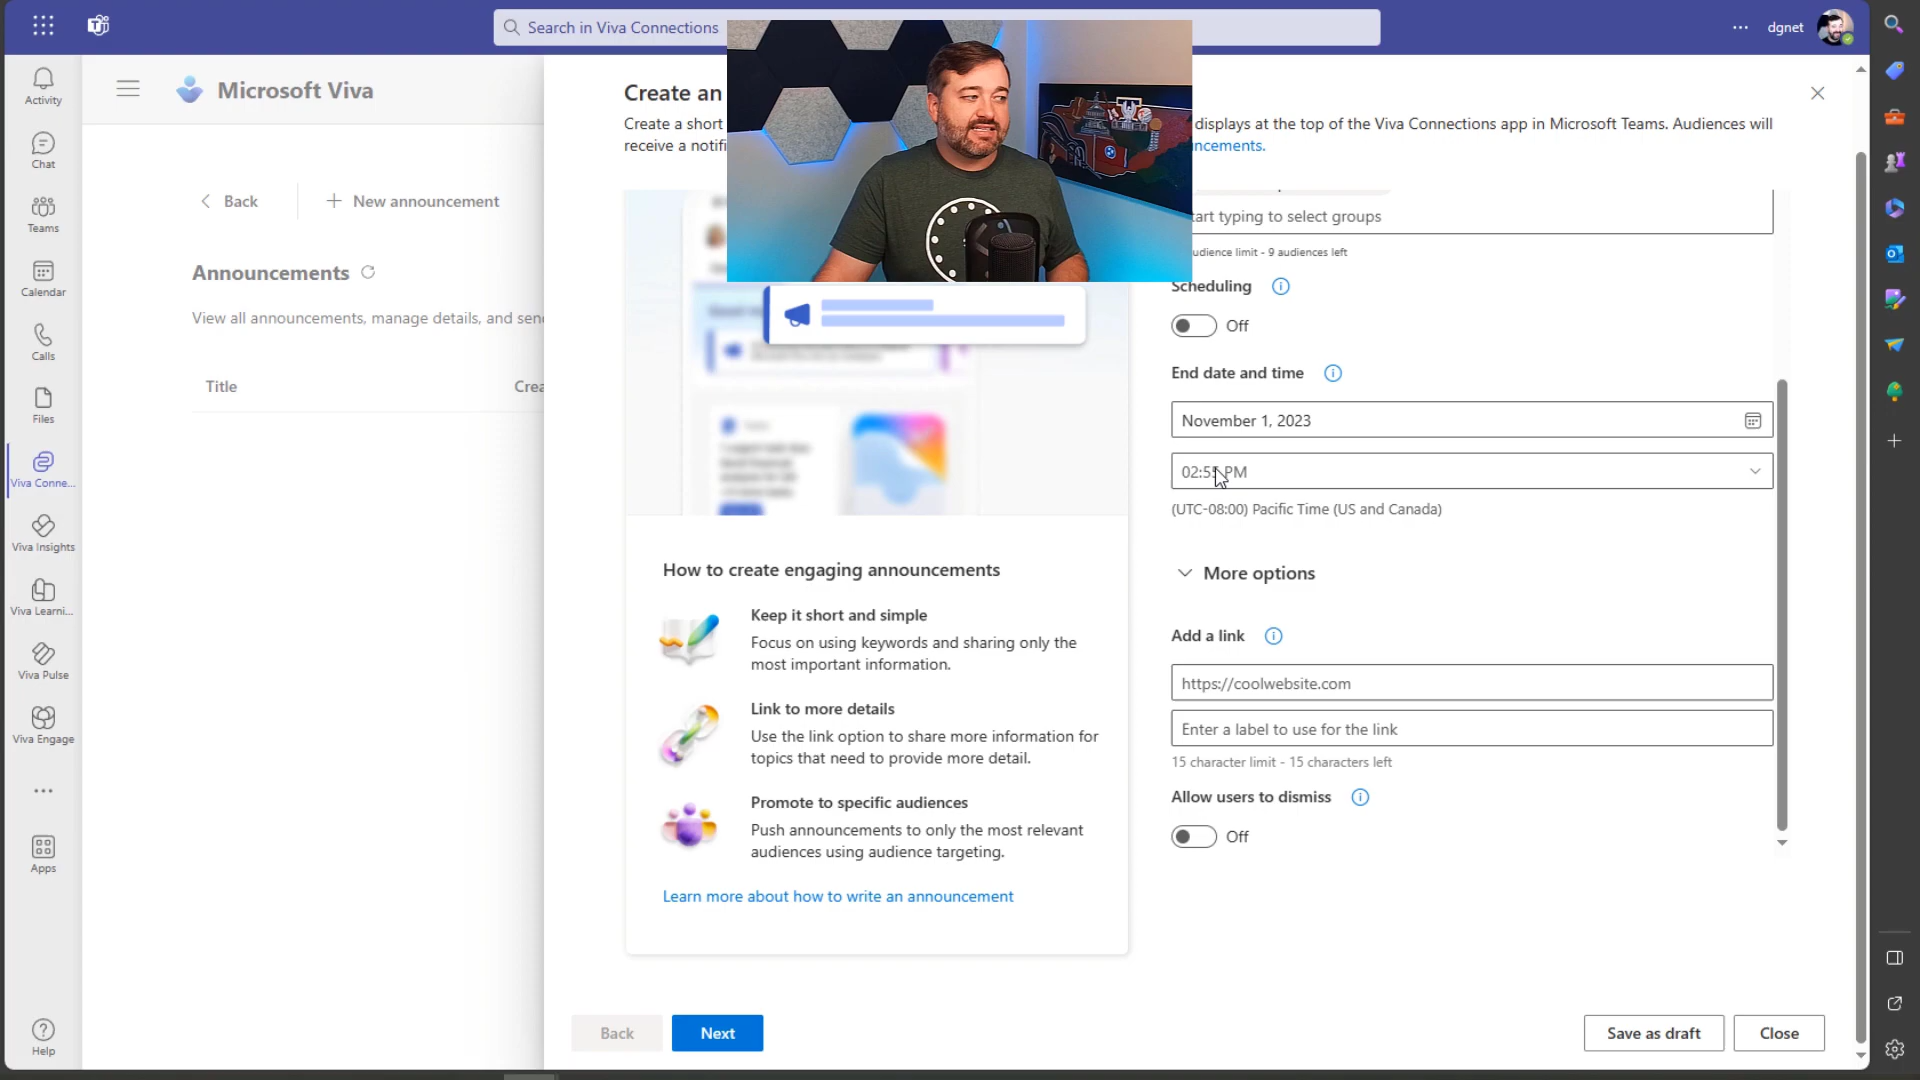 Search in Viva Connections
dgnet
Activity
Chat
Teams
Calendar
Calls
Files
Viva Conne...
Viva Insights
Viva Learni...
Viva Pulse
Viva Engage
Apps
Help
Microsoft Viva
Back
New announcement
Announcements
View all announcements, manage details, and send
Title
Crea
Create an
Create a short displays at the top of the Viva Connections app in Microsoft Teams. Audiences will
receive a notifi ncements.
How to create engaging announcements
Keep it short and simple
Focus on using keywords and sharing only the
most important information.
Link to more details
Use the link option to share more information for
topics that need to provide more detail.
Promote to specific audiences
Push announcements to only the most relevant
audiences using audience targeting.
Learn more about how to write an announcement
art typing to select groups
udience limit - 9 audiences left
Scheduling
Off
End date and time
November 1, 2023
PM
(UTC-08:00) Pacific Time (US and Canada)
More options
Add a link
https://coolwebsite.com
Enter a label to use for the link
15 character limit - 15 characters left
Allow users to dismiss
Off
Back
Next
Save as draft
Close